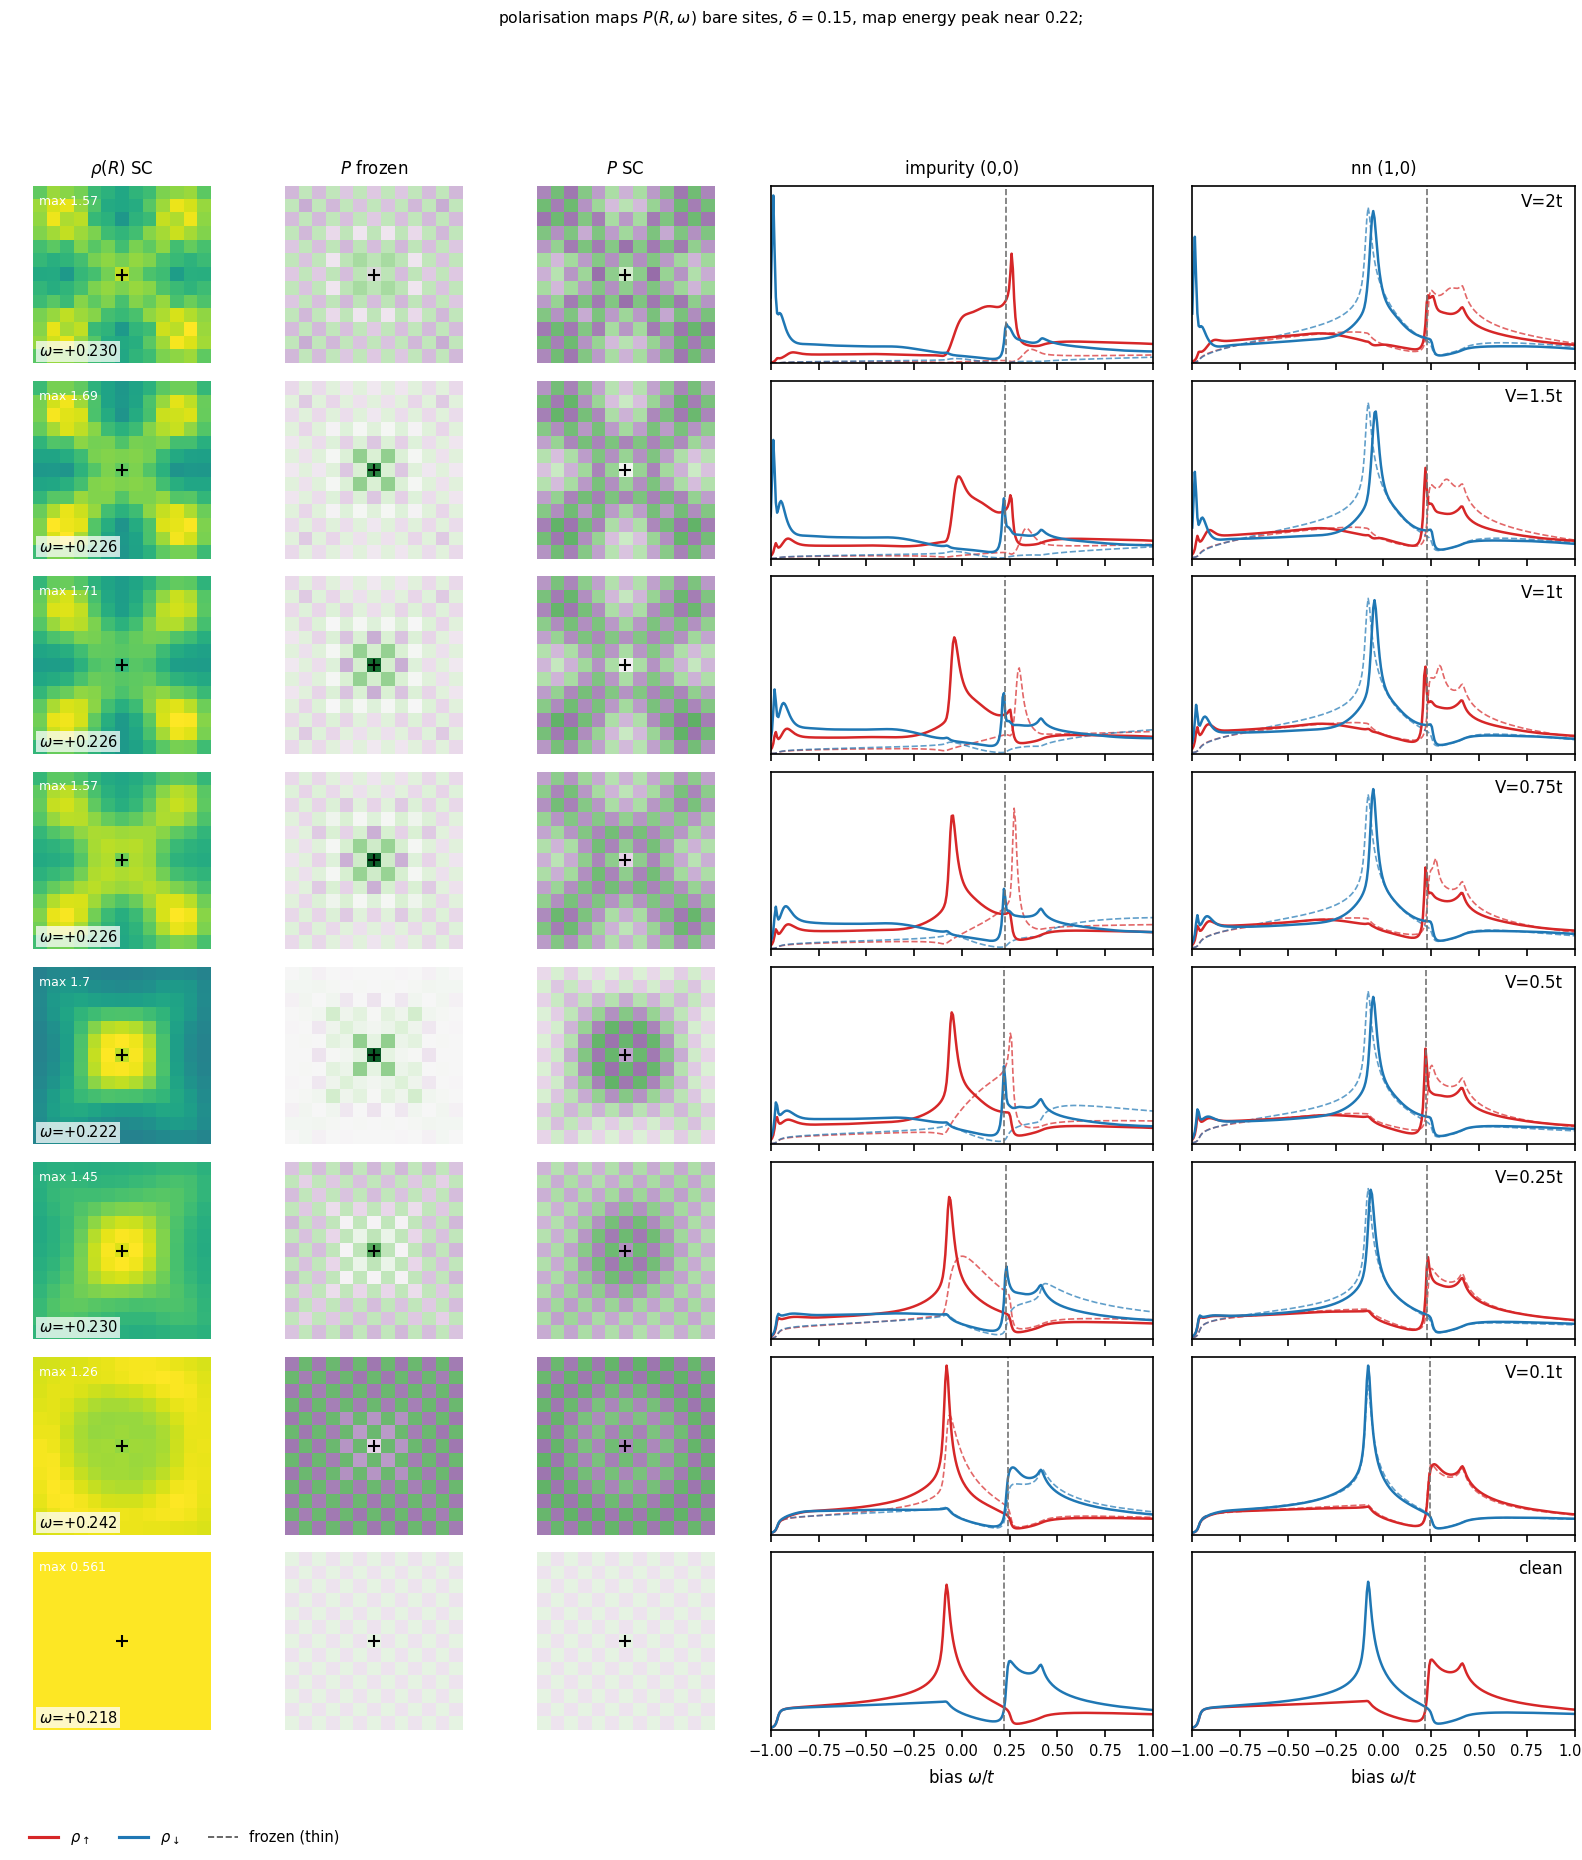 polarisation maps P(R, ω) bare sites, δ = 0.15, map energy peak near 0.22;
ρ(R) SC
P frozen
P SC
impurity (0,0)
nn (1,0)
max 1.57
ω=+0.230
V=2t
max 1.69
ω=+0.226
V=1.5t
max 1.71
ω=+0.226
V=1t
max 1.57
ω=+0.226
V=0.75t
max 1.7
ω=+0.222
V=0.5t
max 1.45
ω=+0.230
V=0.25t
max 1.26
ω=+0.242
V=0.1t
max 0.561
ω=+0.218
clean
−1.00 −0.75 −0.50 −0.25 0.00 0.25 0.50 0.75 1.00
−1.00 −0.75 −0.50 −0.25 0.00 0.25 0.50 0.75 1.0
bias ω/t
bias ω/t
ρ↑ ρ↓ frozen (thin)